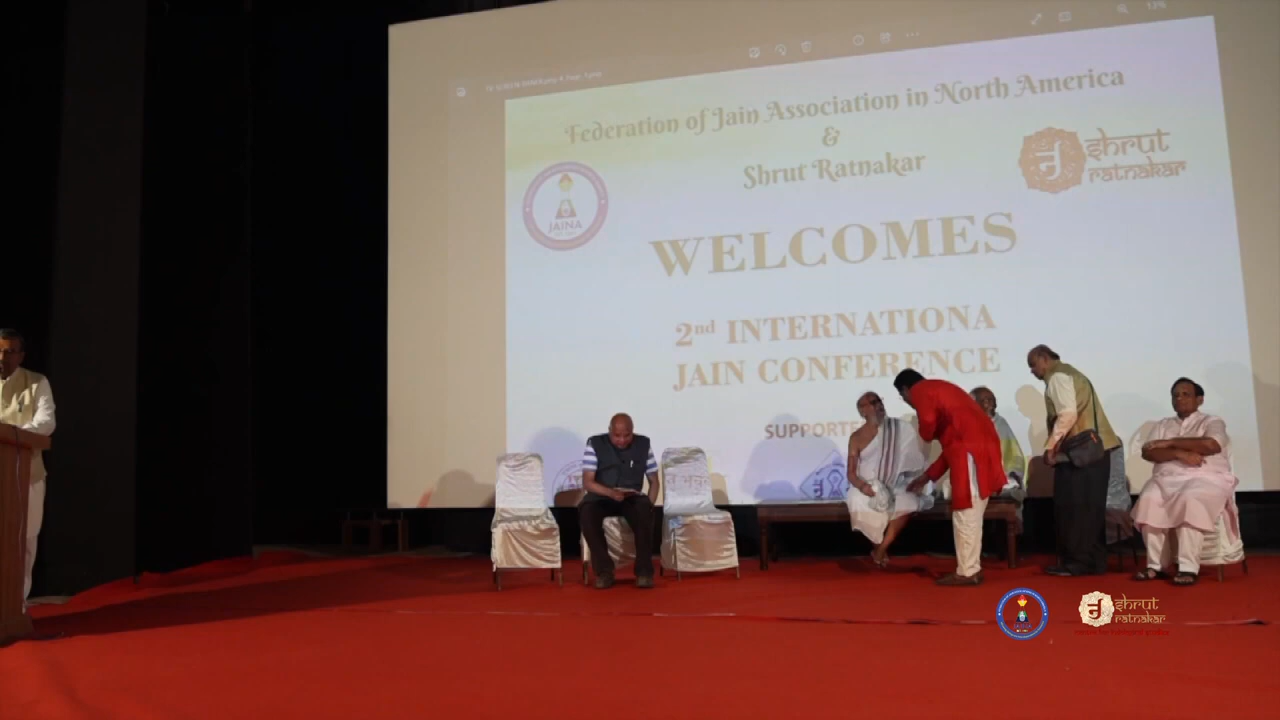 Federation of Jain Association in North America
&
Shrut Ratnakar
shrut
ratnakar
JAINA
WELCOMES
2nd INTERNATIONA
JAIN CONFERENCE
SUPPORTE
shrut
ratnakar